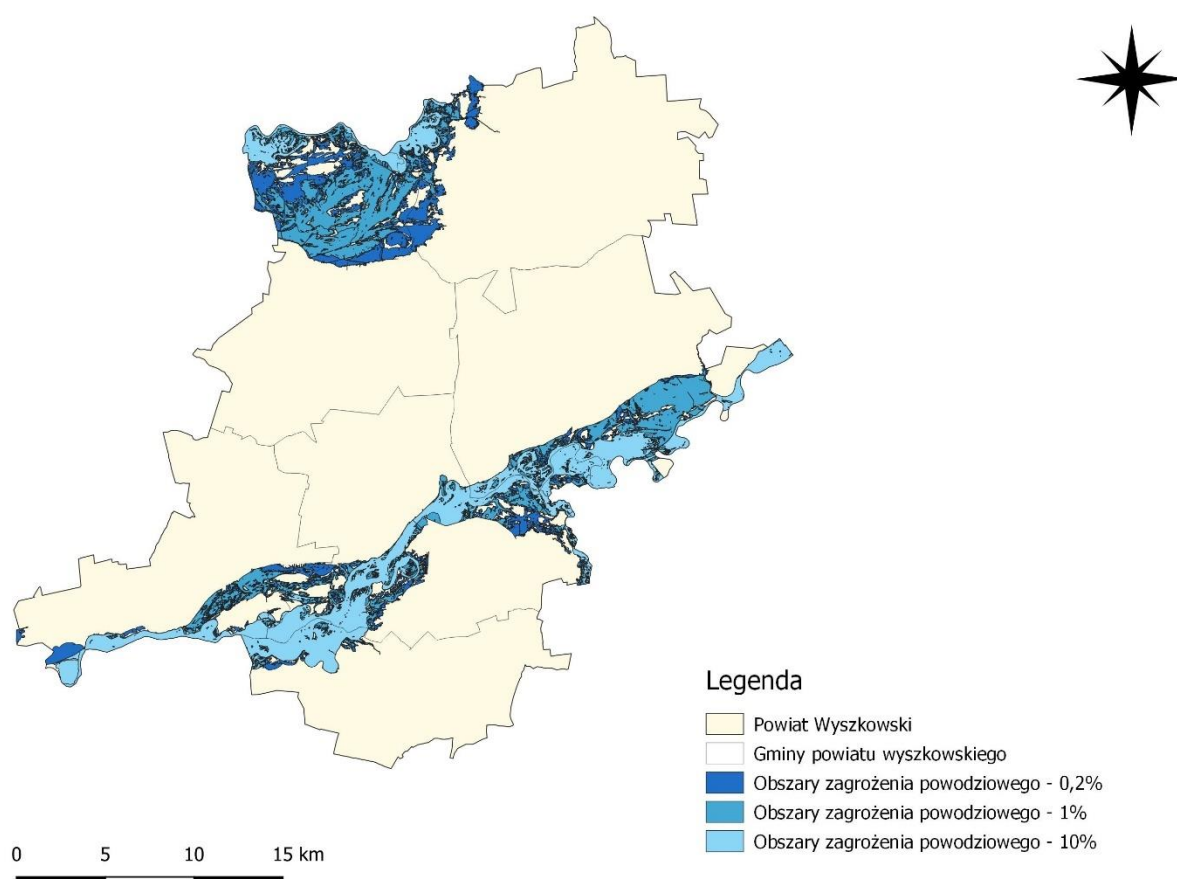 Legenda
Powiat Wyszkowski
Gminy powiatu wyszkowskiego
Obszary zagrożenia powodziowego - 0,2%
Obszary zagrożenia powodziowego - 1%
Obszary zagrożenia powodziowego - 10%
0 5 10 15 km